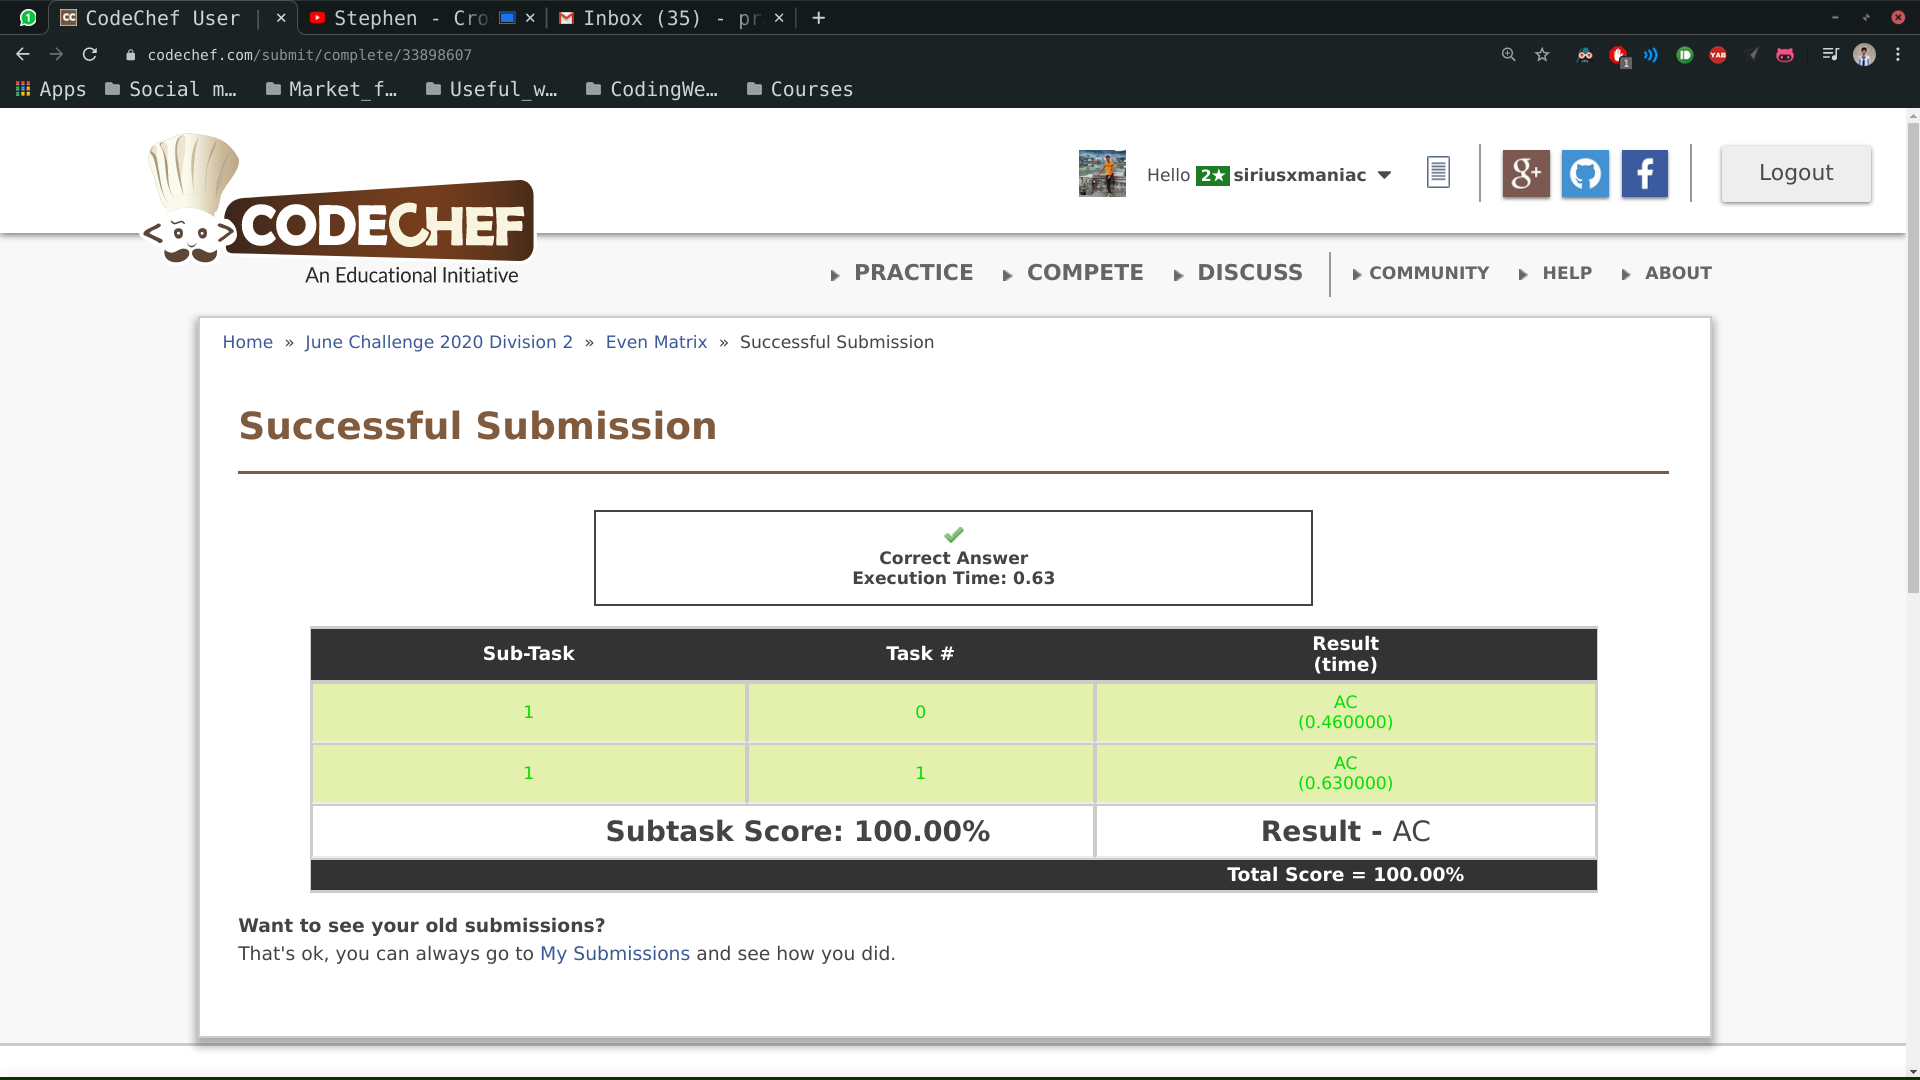 CodeChef User |
Stephen - Cro
Inbox (35) - pr
codechef.com/submit/complete/33898607
1
YAB
Apps
Social m…
Market_f…
Useful_w…
CodingWe…
Courses
CODECHEF
An Educational Initiative
Hello 2★ siriusxmaniac
g+
f
Logout
PRACTICE
COMPETE
DISCUSS
COMMUNITY
HELP
ABOUT
Home » June Challenge 2020 Division 2 » Even Matrix » Successful Submission
Successful Submission
Correct Answer
Execution Time: 0.63
Sub-Task
Task #
Result
(time)
1
0
AC
(0.460000)
1
1
AC
(0.630000)
Subtask Score: 100.00%
Result - AC
Total Score = 100.00%
Want to see your old submissions?
That's ok, you can always go to My Submissions and see how you did.